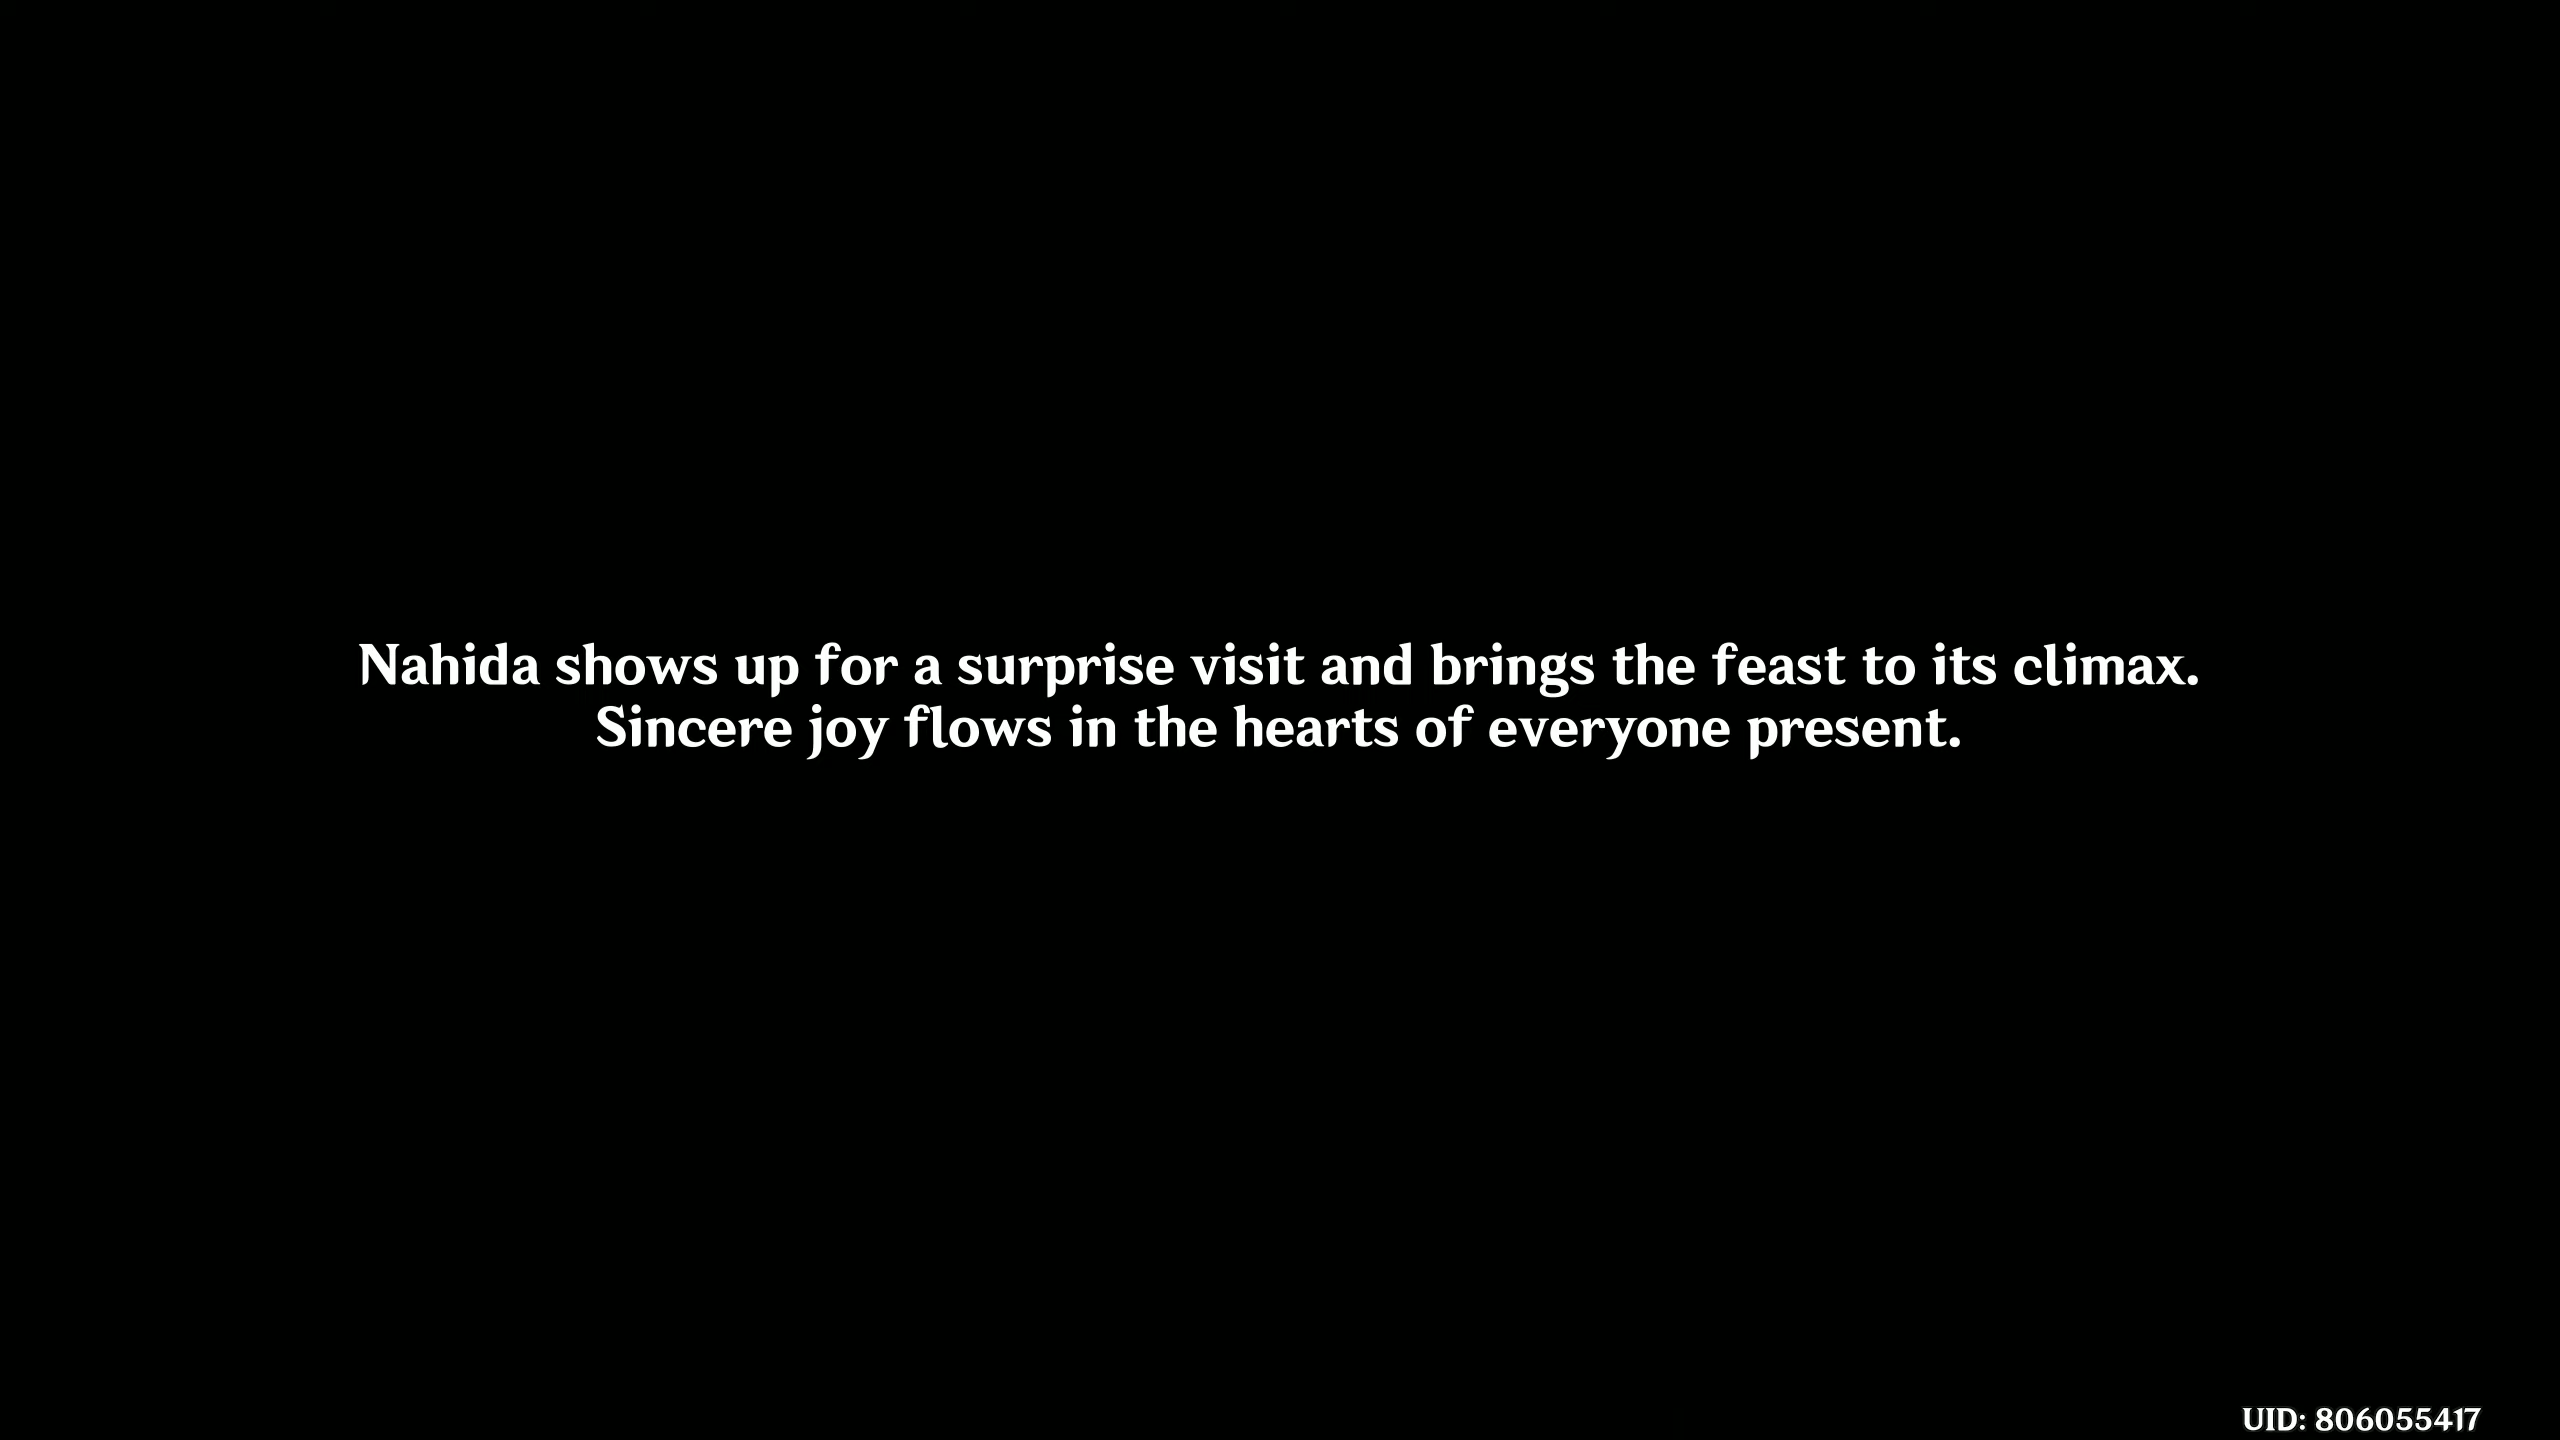 Nahida shows up for a surprise visit and brings the feast to its climax.
Sincere joy flows in the hearts of everyone present.
UID: 806055417